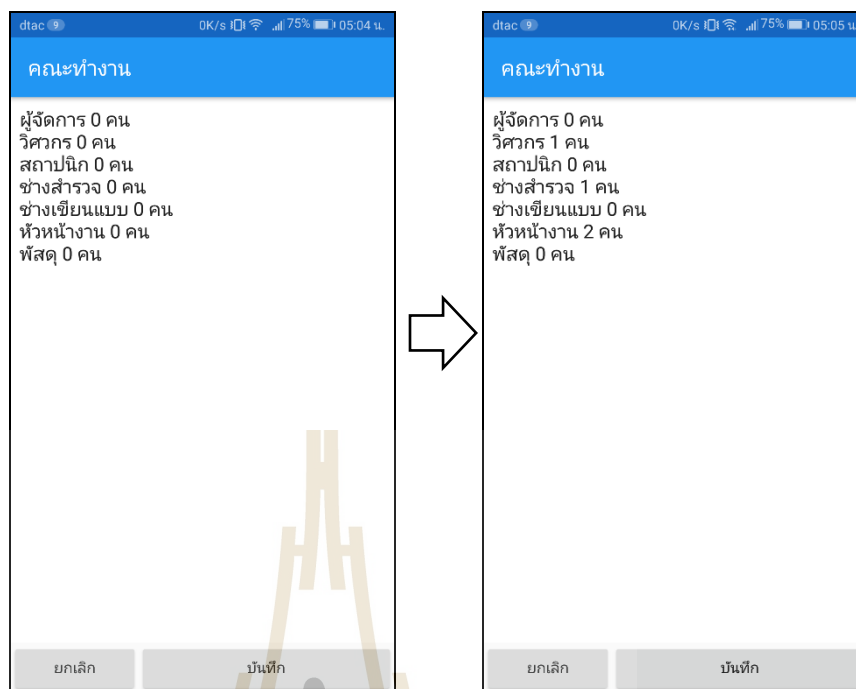 dtac 9 0K/s 75% 05:04 น.
คณะทำงาน
ผู้จัดการ 0 คน
วิศวกร 0 คน
สถาปนิก 0 คน
ช่างสำรวจ 0 คน
ช่างเขียนแบบ 0 คน
หัวหน้างาน 0 คน
พัสดุ 0 คน
ยกเลิก บันทึก
dtac 9 0K/s 75% 05:05 น.
คณะทำงาน
ผู้จัดการ 0 คน
วิศวกร 1 คน
สถาปนิก 0 คน
ช่างสำรวจ 1 คน
ช่างเขียนแบบ 0 คน
หัวหน้างาน 2 คน
พัสดุ 0 คน
ยกเลิก บันทึก